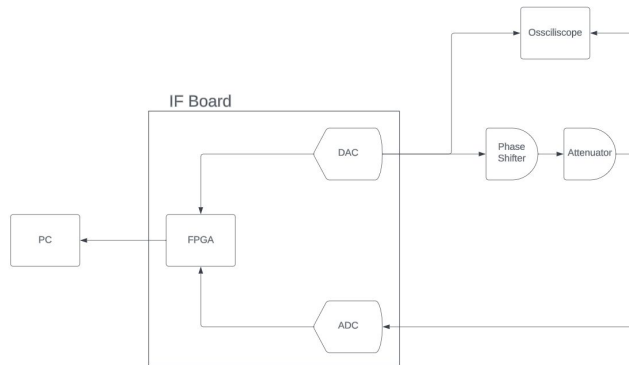 Ossciliscope
IF Board
DAC
Phase
Shifter
Attenuator
PC
FPGA
ADC